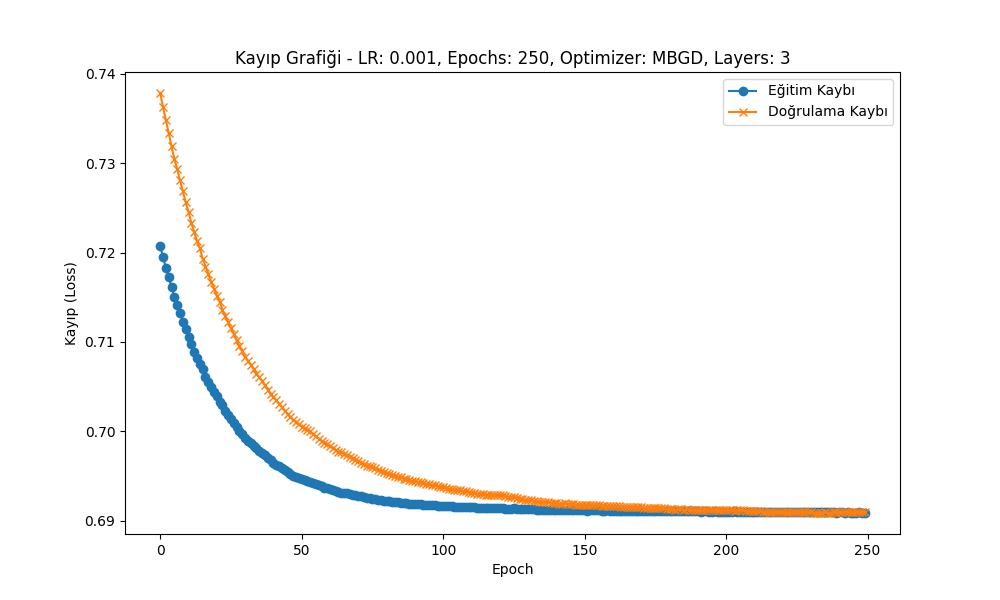 Kayıp Grafiği - LR: 0.001, Epochs: 250, Optimizer: MBGD, Layers: 3
Eğitim Kaybı
Doğrulama Kaybı
Kayıp (Loss)
0.74
0.73
0.72
0.71
0.70
0.69
0 50 100 150 200 250
Epoch